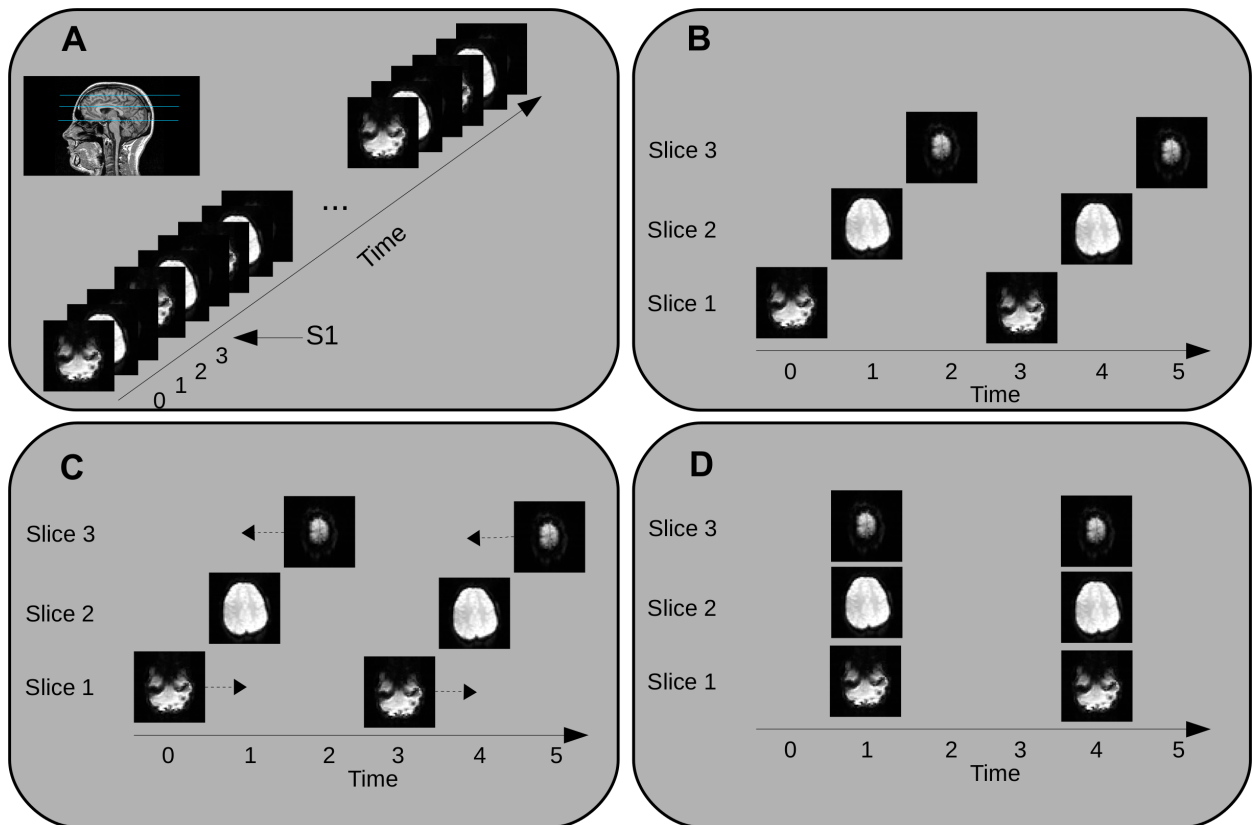 A
...
Time
S1
3
2
1
0
B
Slice 3
Slice 2
Slice 1
0 1 2 3 4 5
Time
C
Slice 3
Slice 2
Slice 1
0 1 2 3 4 5
Time
D
Slice 3
Slice 2
Slice 1
0 1 2 3 4 5
Time